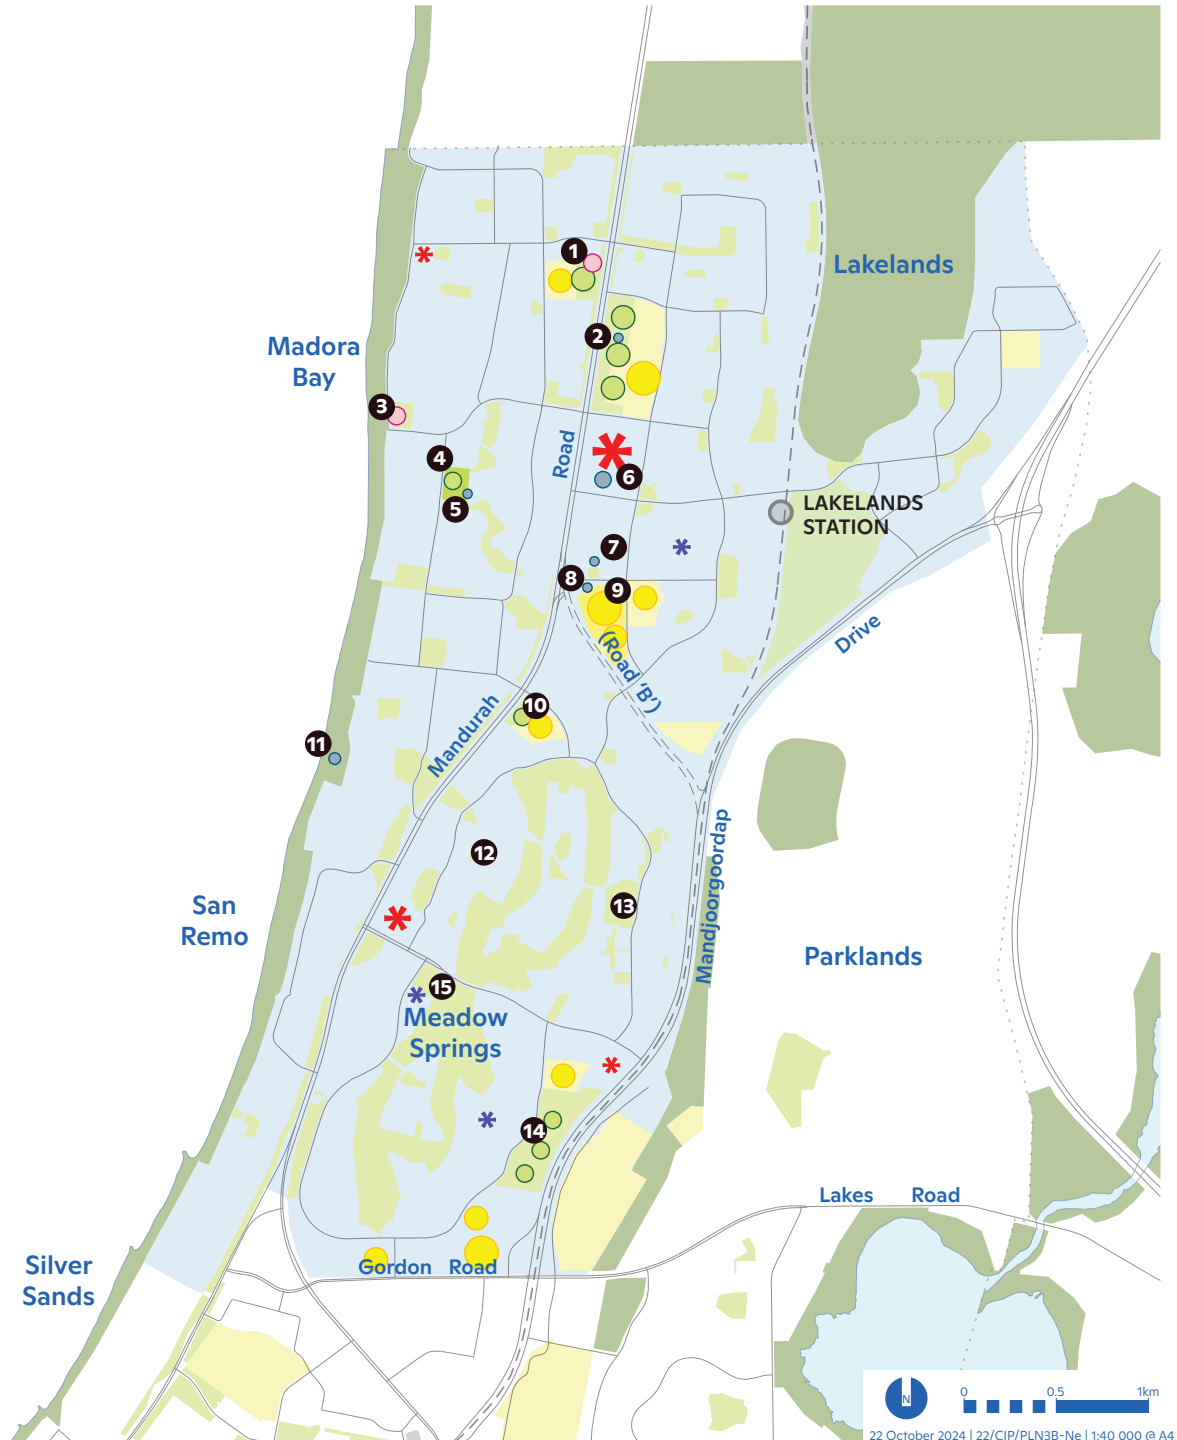 1
Lakelands
2
Madora
Bay
3
Road
4
6
5
LAKELANDS
STATION
7
8
9
(Road ‘B’)
Drive
10
Mandurah
11
12
13
Mandjoorgoordap
San
Remo
Parklands
15
Meadow
Springs
14
Lakes Road
Silver
Sands
Gordon Road
N
0 0.5 1km
22 October 2024 | 22/CIP/PLN3B-Ne | 1:40 000 @ A4